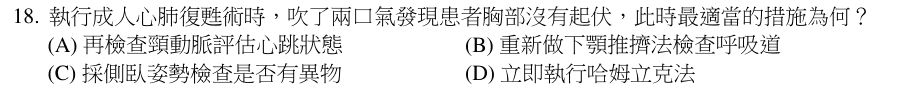 18. 執行成人心肺復甦術時，吹了兩口氣發現患者胸部沒有起伏，此時最適當的措施為何？
(A) 再檢查頸動脈評估心跳狀態 (B) 重新做下顎推擠法檢查呼吸道
(C) 採側臥姿勢檢查是否有異物 (D) 立即執行哈姆立克法